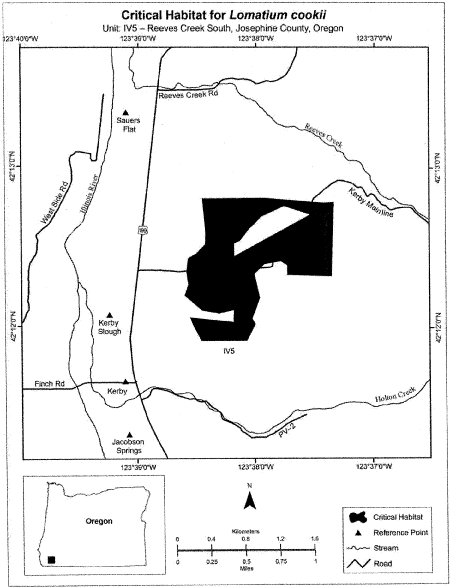 Critical Habitat for Lomatium cookii
Unit: IV5 – Reeves Creek South, Josephine County, Oregon
123°40'0"W 123°39'0"W 123°38'0"W 123°37'0"W
Reeves Creek Rd
Sauers
Flat
Reeves Creek
42°13'0"N
42°13'0"N
West Side Rd
Illinois River
Kerby Mainline
199
Kerby
Slough
42°12'0"N
42°12'0"N
IV5
Finch Rd
Kerby
Holton Creek
PV-2
Jacobson
Springs
123°39'0"W 123°38'0"W 123°37'0"W
Oregon
N
Kilometers
0 0.4 0.8 1.2 1.6
0 0.25 0.5 0.75 1
Miles
Critical Habitat
Reference Point
Stream
Road